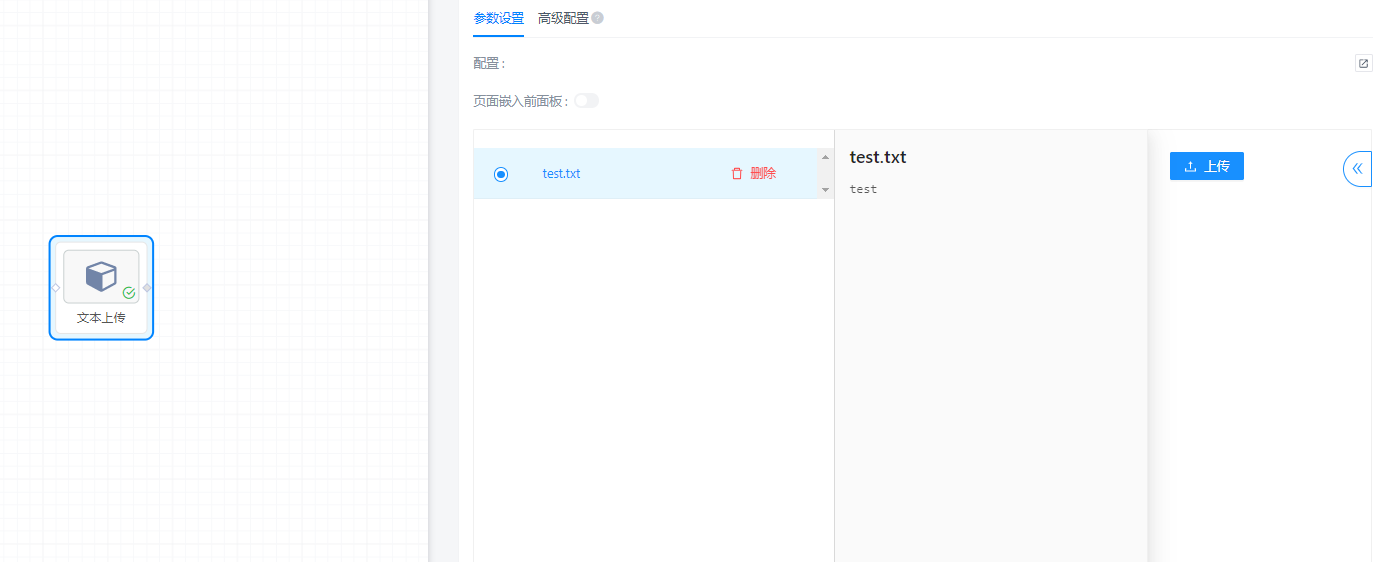 参数设置 高级配置
配置 :
页面嵌入前面板 :
test.txt 删除
test.txt
test
上传
文本上传